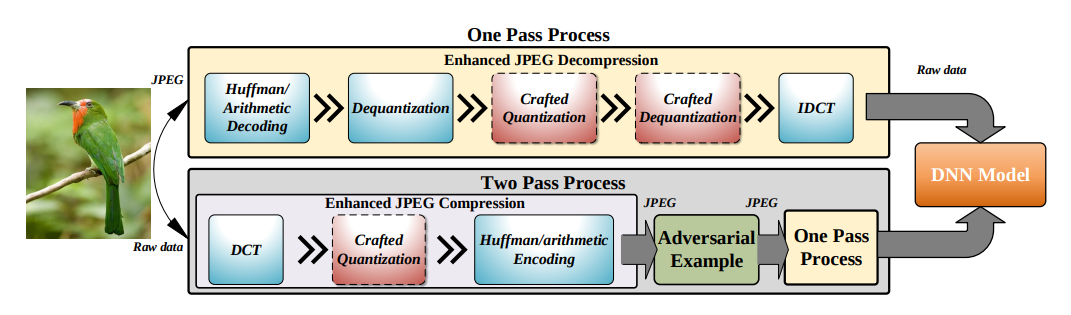 One Pass Process
Enhanced JPEG Decompression
JPEG
Huffman/
Arithmetic
Decoding
Dequantization
Crafted
Quantization
Crafted
Dequantization
IDCT
Raw data
DNN Model
Two Pass Process
Enhanced JPEG Compression
Raw data
DCT
Crafted
Quantization
Huffman/arithmetic
Encoding
JPEG
Adversarial
Example
JPEG
One Pass
Process